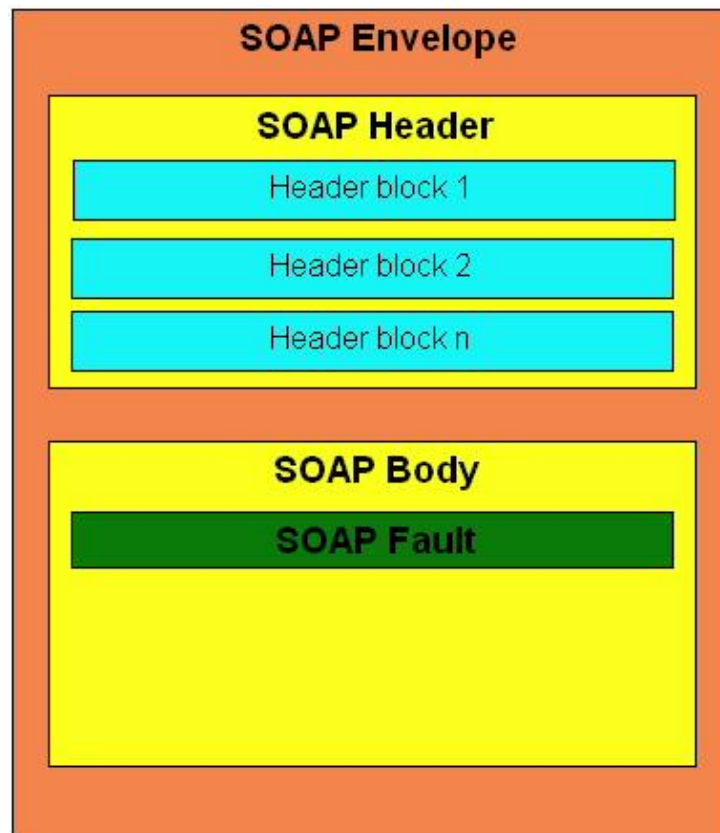 SOAP Envelope
SOAP Header
Header block 1
Header block 2
Header block n
SOAP Body
SOAP Fault